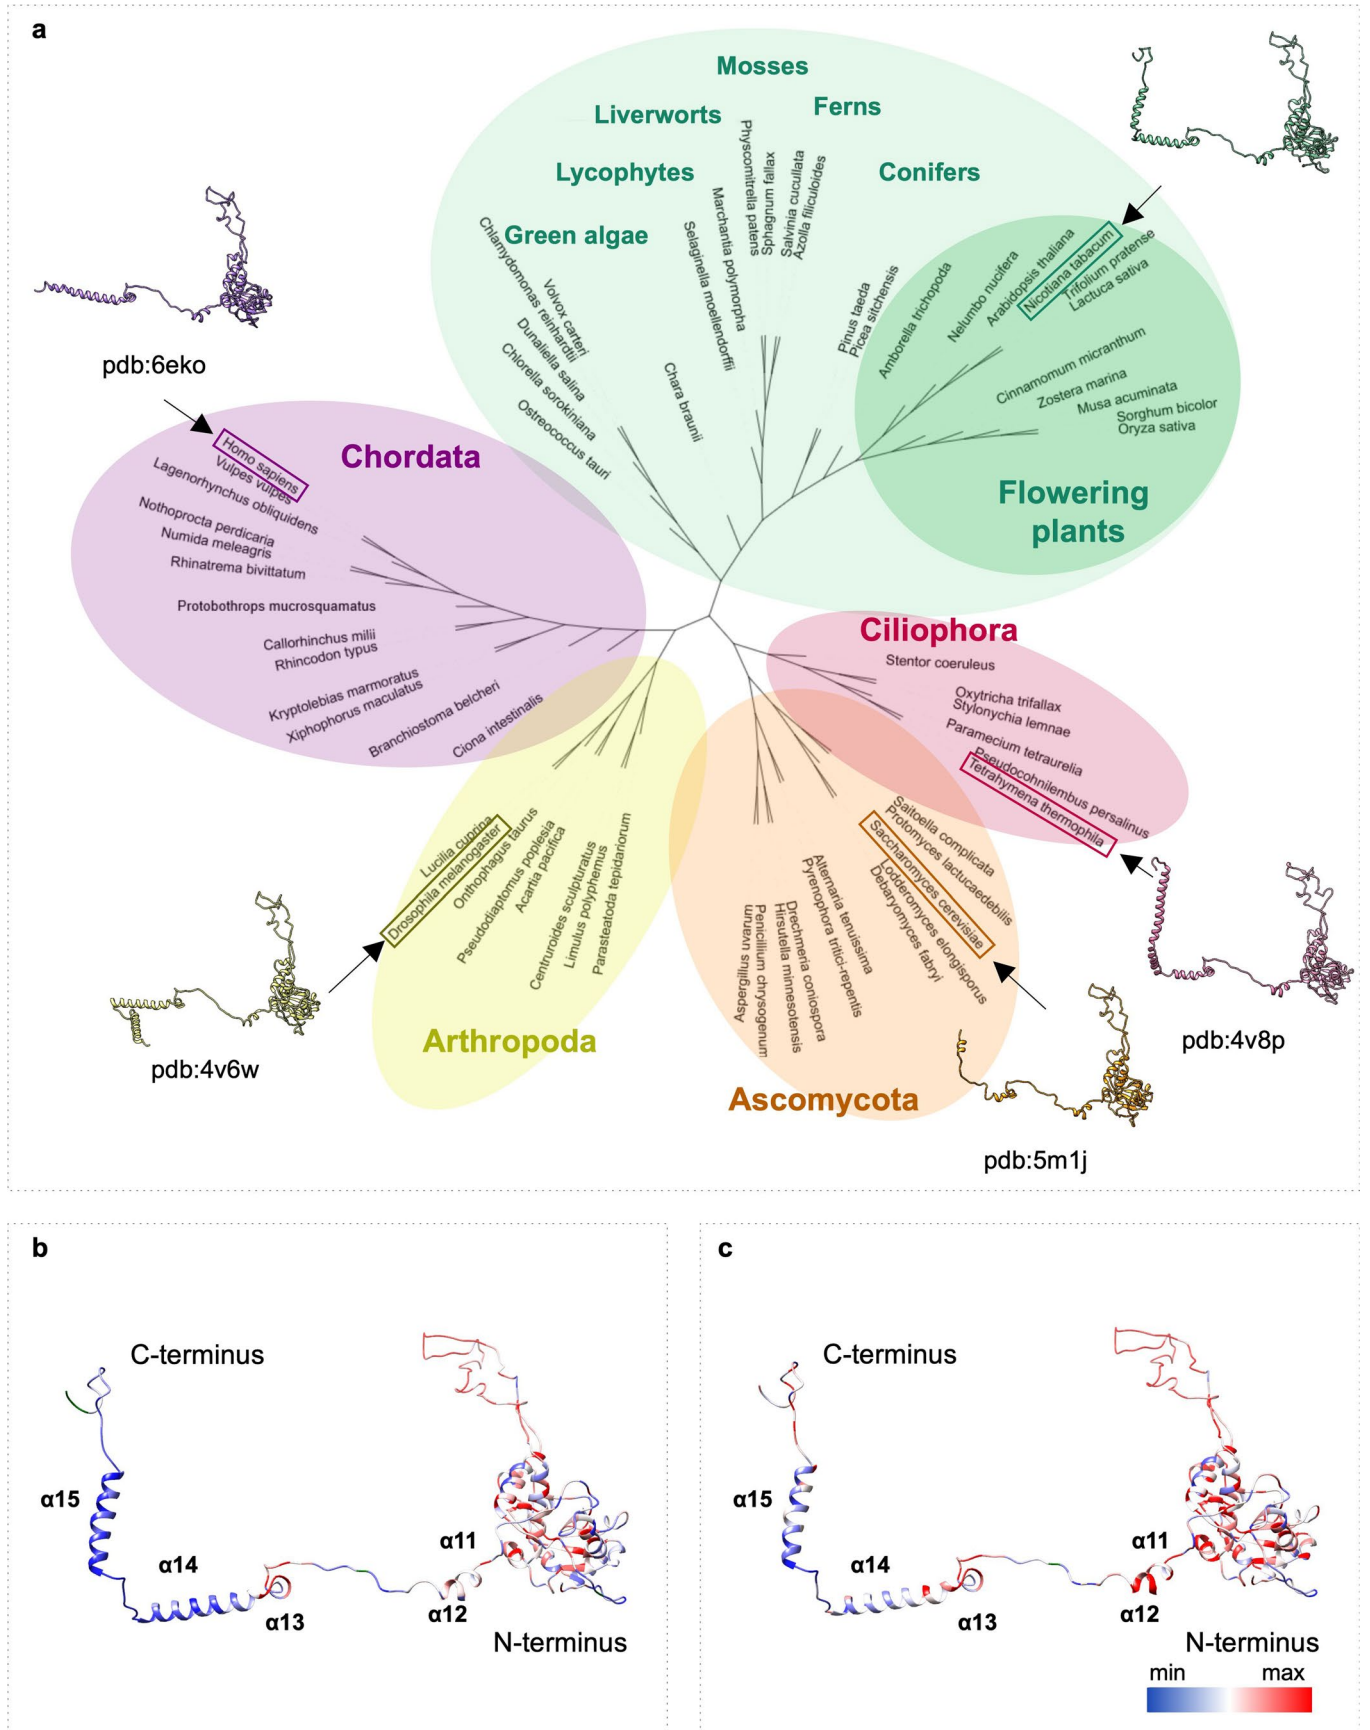 a
Mosses
Liverworts
Ferns
Lycophytes
Conifers
Green algae
Chlamydomonas reinhardtii
Volvox carteri
Dunaliella salina
Chlorella sorokiniana
Ostreococcus tauri
Chara braunii
Selaginella moellendorffii
Marchantia polymorpha
Physcomitrella patens
Sphagnum fallax
Salvinia cucullata
Azolla filiculoides
Pinus taeda
Picea sitchensis
Amborella trichopoda
Nelumbo nucifera
Arabidopsis thaliana
Nicotiana tabacum
Trifolium pratense
Lactuca sativa
Cinnamomum micranthum
Zostera marina
Musa acuminata
Sorghum bicolor
Oryza sativa
Flowering
plants
pdb:6eko
Chordata
Homo sapiens
Vulpes vulpes
Lagenorhynchus obliquidens
Nothoprocta perdicaria
Numida meleagris
Rhinatrema bivittatum
Protobothrops mucrosquamatus
Callorhinchus milii
Rhincodon typus
Kryptolebias marmoratus
Xiphophorus maculatus
Branchiostoma belcheri
Ciona intestinalis
Ciliophora
Stentor coeruleus
Oxytricha trifallax
Stylonychia lemnae
Paramecium tetraurelia
Pseudocohnilembus persalinus
Tetrahymena thermophila
pdb:4v8p
Lucilia cuprina
Drosophila melanogaster
Onthophagus taurus
Pseudodiaptomus poplesia
Acartia pacifica
Centruroides sculpturatus
Limulus polyphemus
Parasteatoda tepidariorum
Arthropoda
pdb:4v6w
Saitoella complicata
Protomyces lactucaedebilis
Saccharomyces cerevisiae
Lodderomyces elongisporus
Debaryomyces fabryi
Alternaria tenuissima
Pyrenophora tritici-repentis
Drechmeria coniospora
Hirsutella minnesotensis
Penicillium chrysogenum
Aspergillus uvarum
Ascomycota
pdb:5m1j
b
C-terminus
α15
α14
α13
α12
α11
N-terminus
c
C-terminus
α15
α14
α13
α12
α11
N-terminus
min
max